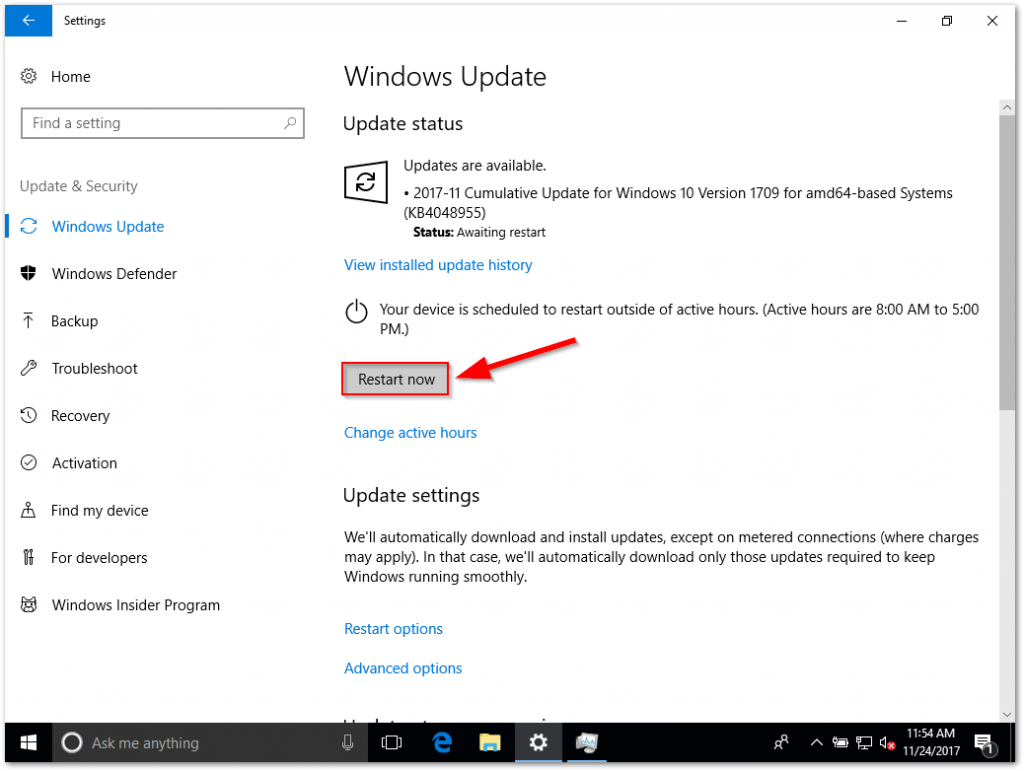 Settings
Home
Find a setting
Update & Security
Windows Update
Windows Defender
Backup
Troubleshoot
Recovery
Activation
Find my device
For developers
Windows Insider Program
Windows Update
Update status
Updates are available.
• 2017-11 Cumulative Update for Windows 10 Version 1709 for amd64-based Systems
(KB4048955)
Status: Awaiting restart
View installed update history
Your device is scheduled to restart outside of active hours. (Active hours are 8:00 AM to 5:00
PM.)
Restart now
Change active hours
Update settings
We'll automatically download and install updates, except on metered connections (where charges
may apply). In that case, we'll automatically download only those updates required to keep
Windows running smoothly.
Restart options
Advanced options
Ask me anything
11:54 AM
11/24/2017
1